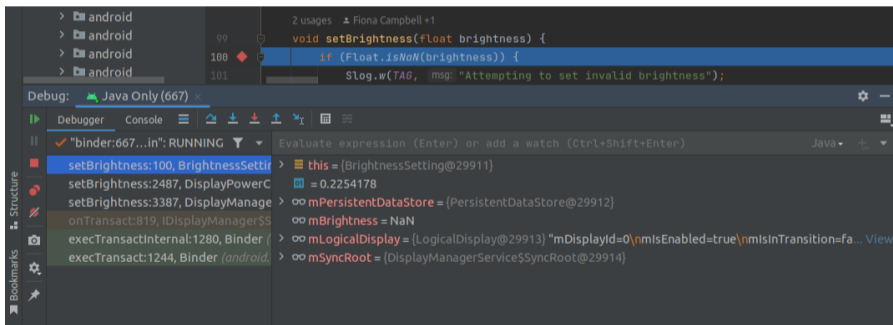 android
android
android
android
2 usages Fiona Campbell +1
99 void setBrightness(float brightness) {
100 if (Float.isNaN(brightness)) {
101 Slog.w(TAG, msg: "Attempting to set invalid brightness");
Debug: Java Only (667) ×
Debugger Console
"binder:667...in": RUNNING
Evaluate expression (Enter) or add a watch (Ctrl+Shift+Enter) Java
setBrightness:100, BrightnessSettin
setBrightness:2487, DisplayPowerC
setBrightness:3387, DisplayManage
onTransact:819, IDisplayManager$S
execTransactInternal:1280, Binder (
execTransact:1244, Binder (android.
this = {BrightnessSetting@29911}
01 = 0.2254178
mPersistentDataStore = {PersistentDataStore@29912}
mBrightness = NaN
mLogicalDisplay = {LogicalDisplay@29913} "mDisplayId=0\nmIsEnabled=true\nmIsInTransition=fa... View
mSyncRoot = {DisplayManagerService$SyncRoot@29914}
Structure
Bookmarks